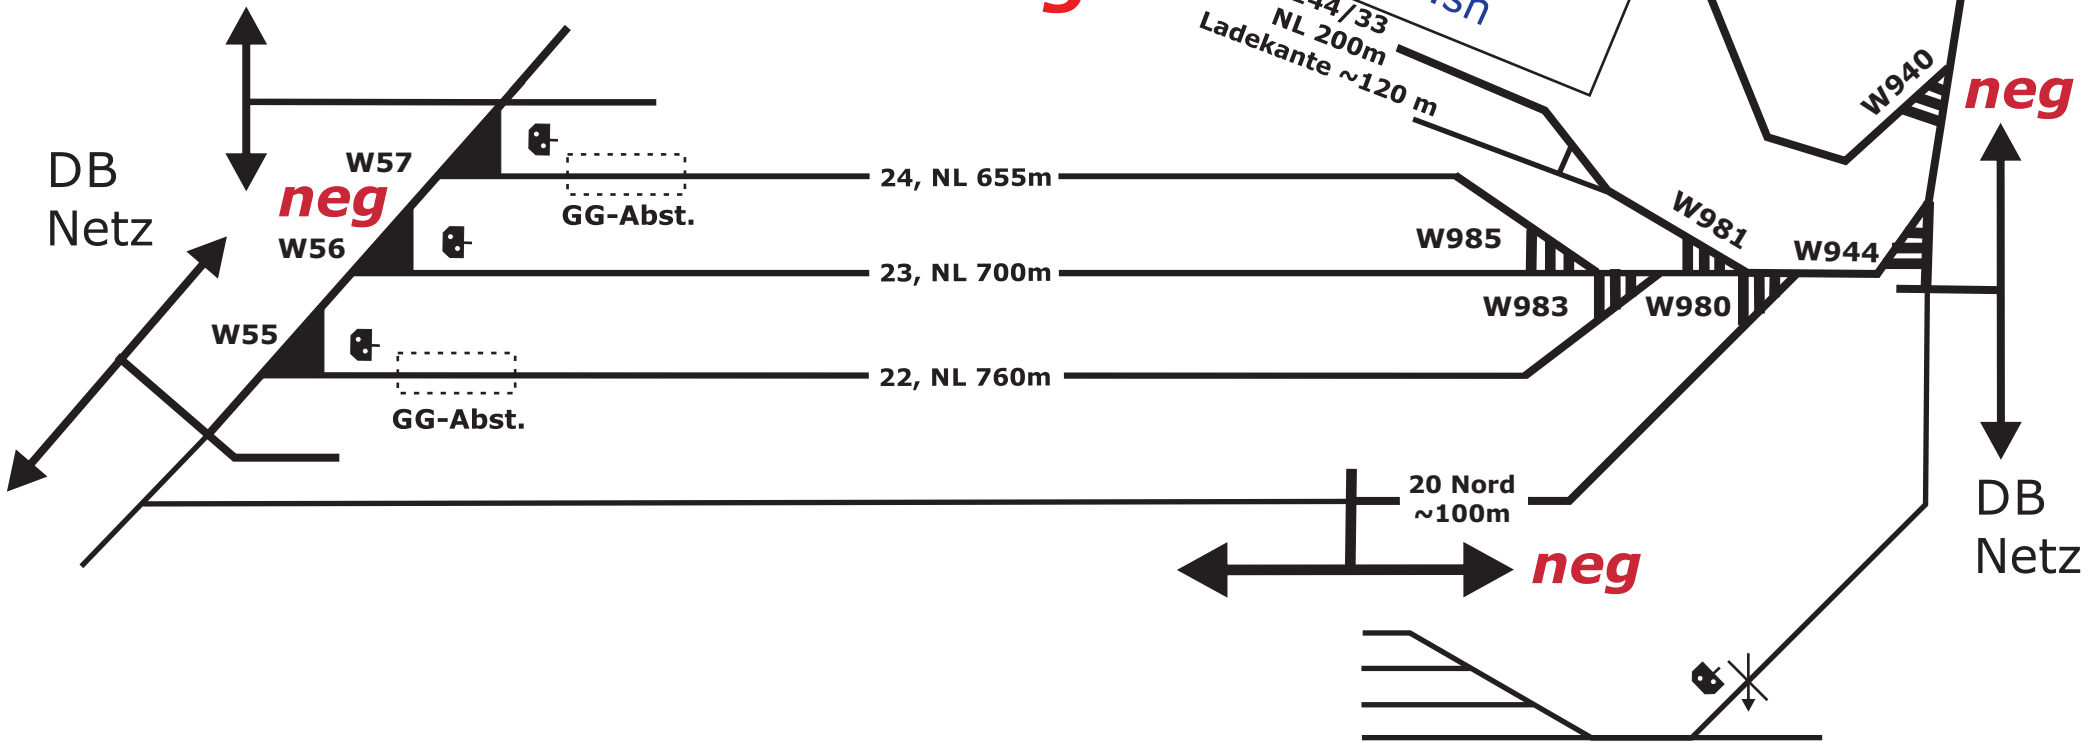 44/33
NL 200m
Ladekante ~120 m
W940
neg
DB
Netz
W57
neg
W56
W55
24, NL 655m
GG-Abst.
23, NL 700m
22, NL 760m
GG-Abst.
W985
W981
W944
W983
W980
20 Nord
~100m
neg
DB
Netz